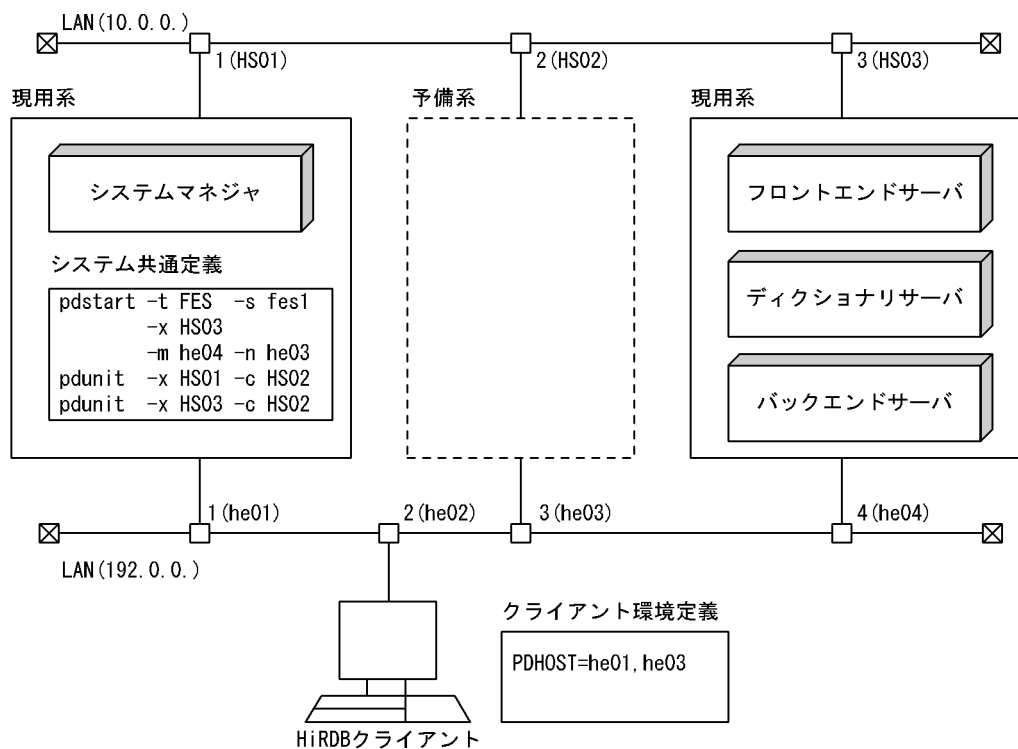 LAN(10.0.0.)
1(HS01)
2(HS02)
3(HS03)
現用系
予備系
現用系
システムマネジャ
フロントエンドサーバ
システム共通定義
ディクショナリサーバ
pdstart -t FES -s fes1
-x HS03
-m he04 -n he03
pdunit -x HS01 -c HS02
pdunit -x HS03 -c HS02
バックエンドサーバ
1(he01)
2(he02)
3(he03)
4(he04)
LAN(192.0.0.)
クライアント環境定義
PDHOST=he01,he03
HiRDBクライアント